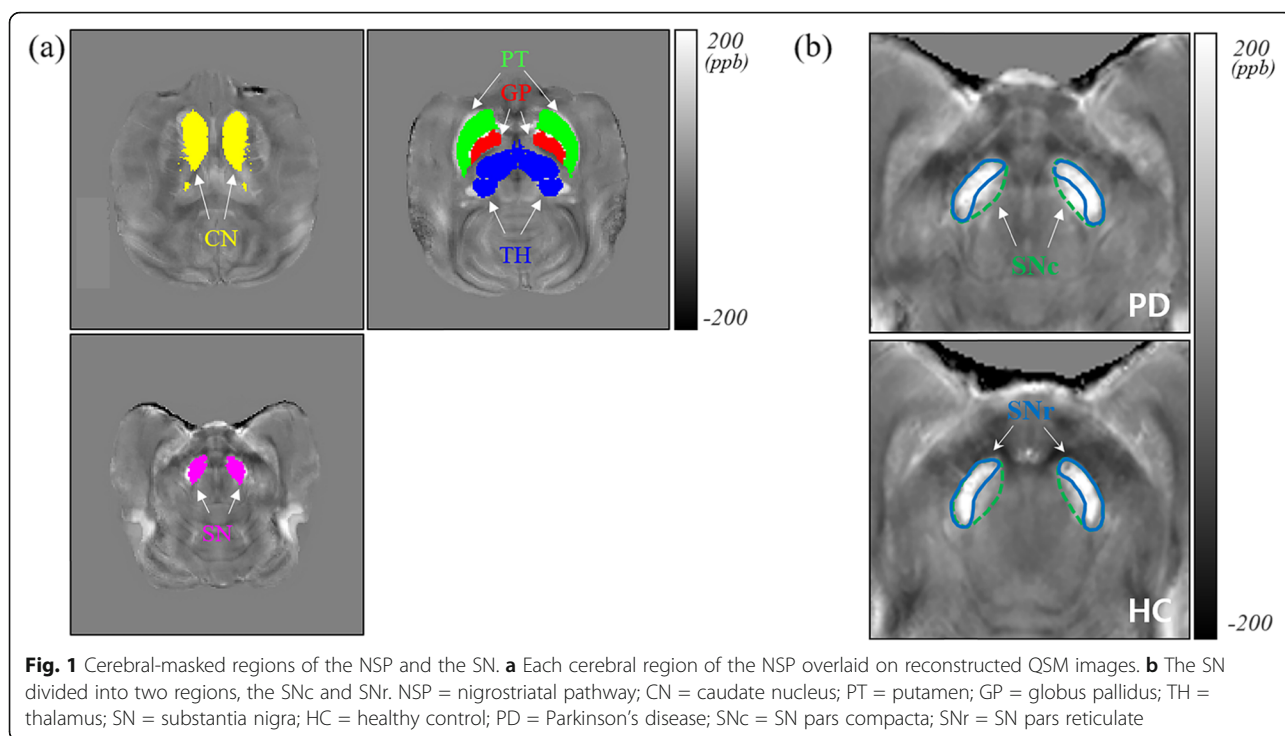 (a)
PT
GP
CN
TH
200
(ppb)
-200
SN
(b)
SNc
PD
SNr
HC
200
(ppb)
-200
Fig. 1 Cerebral-masked regions of the NSP and the SN. a Each cerebral region of the NSP overlaid on reconstructed QSM images. b The SN
divided into two regions, the SNc and SNr. NSP = nigrostriatal pathway; CN = caudate nucleus; PT = putamen; GP = globus pallidus; TH =
thalamus; SN = substantia nigra; HC = healthy control; PD = Parkinson's disease; SNc = SN pars compacta; SNr = SN pars reticulate